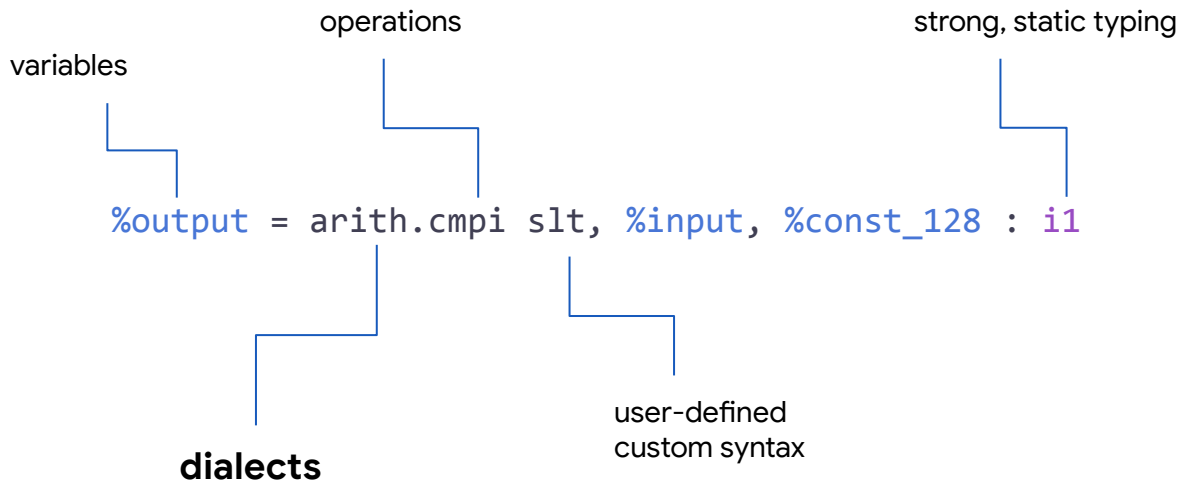 operations
strong, static typing
variables
%output = arith.cmpi slt, %input, %const_128 : i1
user-defined
custom syntax
dialects